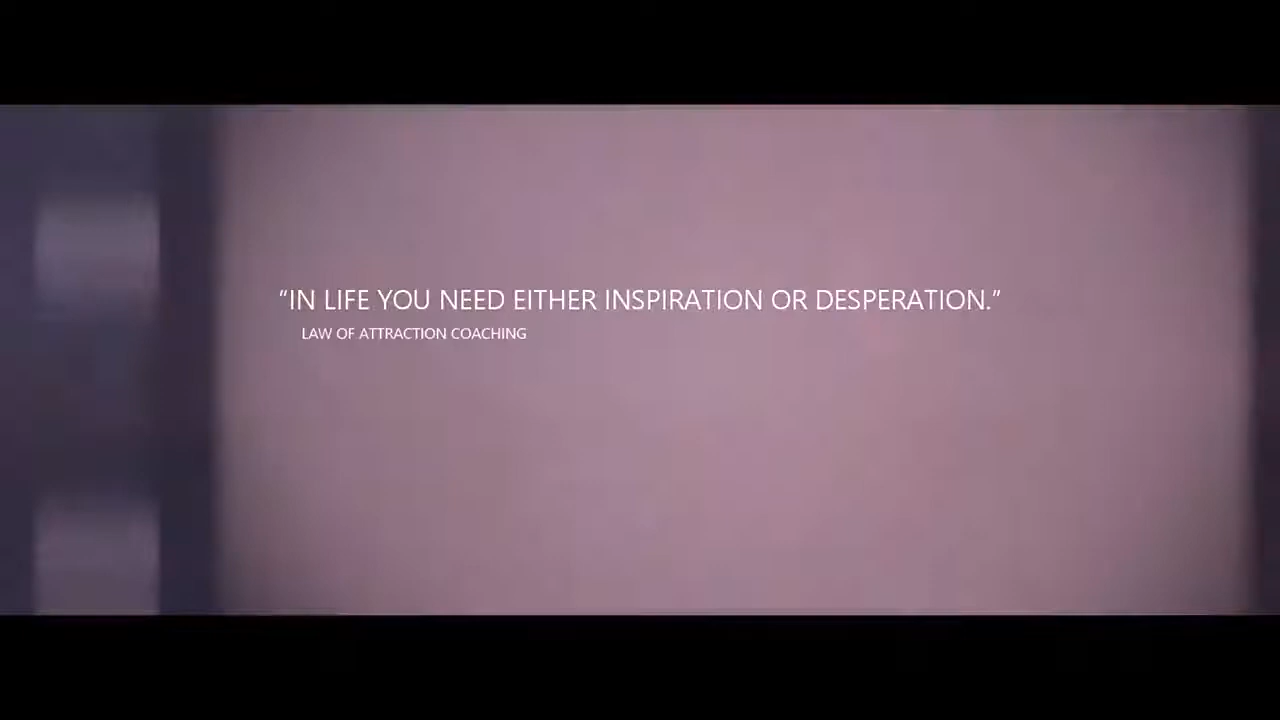 “IN LIFE YOU NEED EITHER INSPIRATION OR DESPERATION.”
LAW OF ATTRACTION COACHING